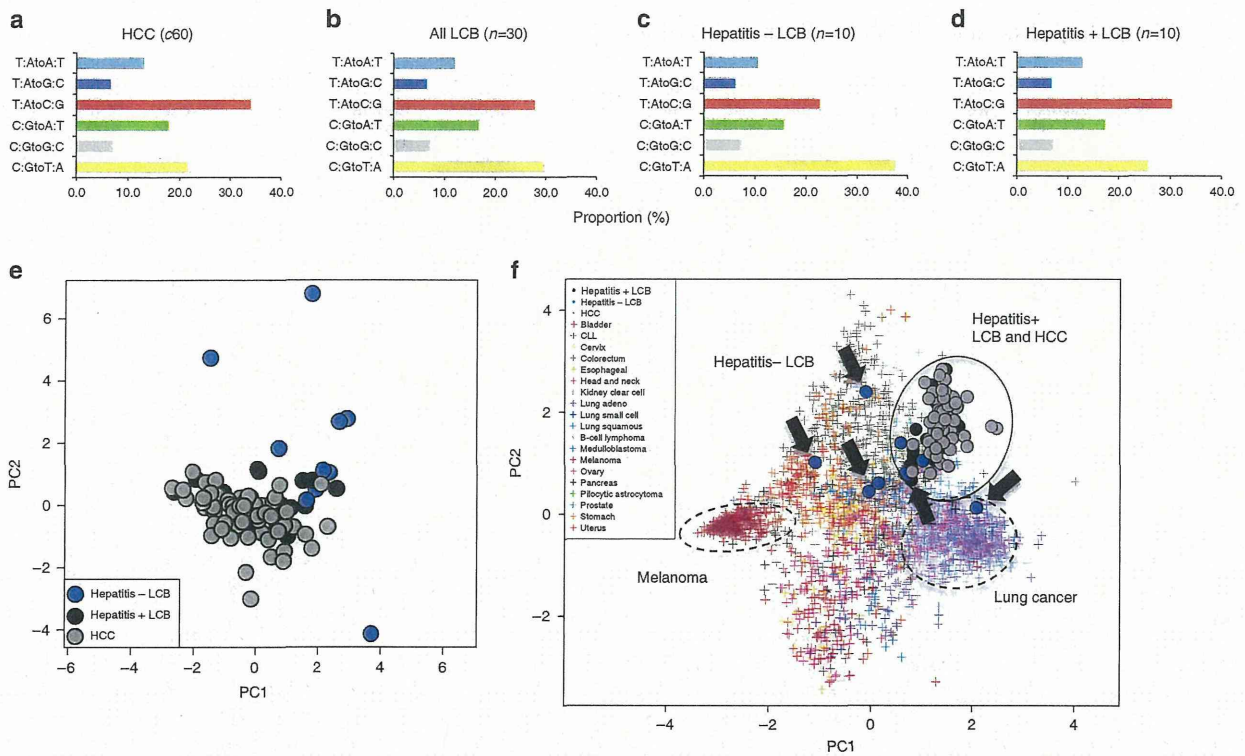 a
HCC (c60)
T:AtoA:T
T:AtoG:C
T:AtoC:G
C:GtoA:T
C:GtoG:C
C:GtoT:A
0.0 10.0 20.0 30.0 40.0
b
All LCB (n=30)
T:AtoA:T
T:AtoG:C
T:AtoC:G
C:GtoA:T
C:GtoG:C
C:GtoT:A
0.0 10.0 20.0 30.0 40.0
c
Hepatitis – LCB (n=10)
T:AtoA:T
T:AtoG:C
T:AtoC:G
C:GtoA:T
C:GtoG:C
C:GtoT:A
0.0 10.0 20.0 30.0 40.0
d
Hepatitis + LCB (n=10)
T:AtoA:T
T:AtoG:C
T:AtoC:G
C:GtoA:T
C:GtoG:C
C:GtoT:A
0.0 10.0 20.0 30.0 40.0
Proportion (%)
e
PC2
6
4
2
0
–2
–4
Hepatitis – LCB
Hepatitis + LCB
HCC
–6 –4 –2 0 2 4 6
PC1
f
PC2
4
2
0
–2
Hepatitis + LCB
Hepatitis – LCB
HCC
Bladder
CLL
Cervix
Colorectum
Esophageal
Head and neck
Kidney clear cell
Lung adeno
Lung small cell
Lung squamous
B-cell lymphoma
Medulloblastoma
Melanoma
Ovary
Pancreas
Pilocytic astrocytoma
Prostate
Stomach
Uterus
Hepatitis– LCB
Hepatitis+
LCB and HCC
Melanoma
Lung cancer
–4 –2 0 2 4
PC1